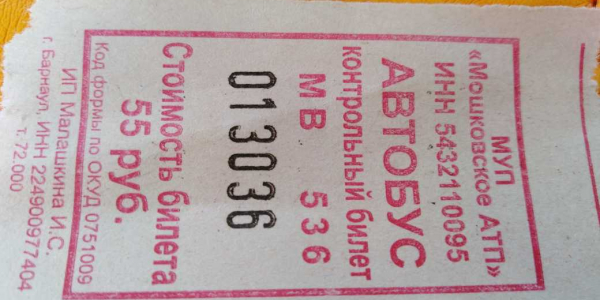 МУП
«Мошковское АТП»
ИНН 5432110095
АВТОБУС
контрольный билет
МВ 536
013036
Стоимость билета
55 руб.
Код формы по ОКУД 0751009
ИП Малашкина И.С.
г. Барнаул, ИНН 224900977404
т. 72 000